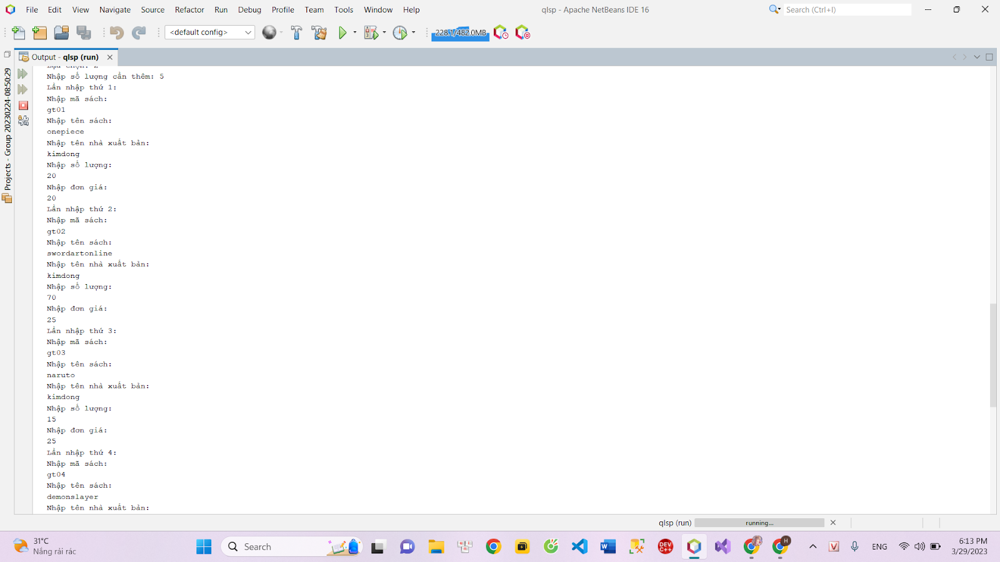 File Edit View Navigate Source Refactor Run Debug Profile Team Tools Window Help
qlsp - Apache NetBeans IDE 16
Search (Ctrl+I)
<default config>
228.1/482.0MB
Output - qlsp (run)
Projects - Group 20230224-08:50:29
Lựa chọn: 2
Nhập số lượng cần thêm: 5
Lần nhập thứ 1:
Nhập mã sách:
gt01
Nhập tên sách:
onepiece
Nhập tên nhà xuất bản:
kimdong
Nhập số lượng:
20
Nhập đơn giá:
20
Lần nhập thứ 2:
Nhập mã sách:
gt02
Nhập tên sách:
swordartonline
Nhập tên nhà xuất bản:
kimdong
Nhập số lượng:
70
Nhập đơn giá:
25
Lần nhập thứ 3:
Nhập mã sách:
gt03
Nhập tên sách:
naruto
Nhập tên nhà xuất bản:
kimdong
Nhập số lượng:
15
Nhập đơn giá:
25
Lần nhập thứ 4:
Nhập mã sách:
gt04
Nhập tên sách:
demonslayer
Nhập tên nhà xuất bản:
qlsp (run)
running...
31°C
Nắng rải rác
Search
DEV C++
H
V
ENG
6:13 PM
3/29/2023